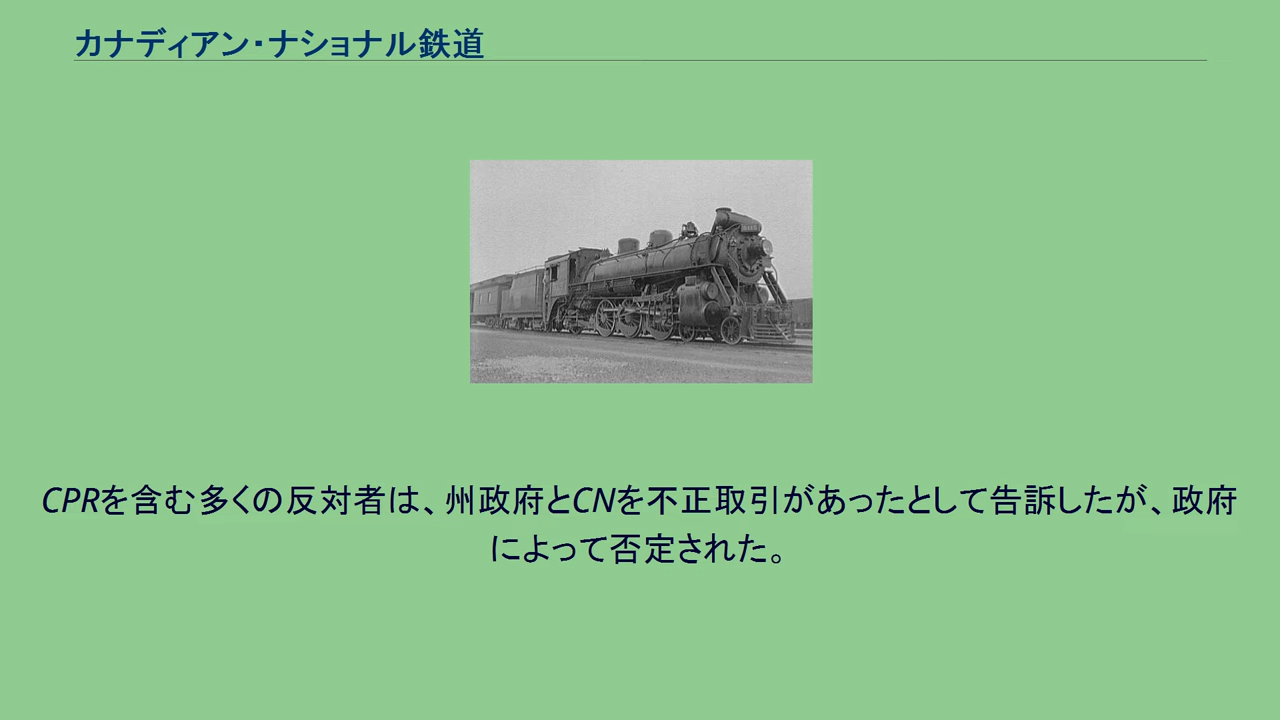 カナディアン・ナショナル鉄道
CPRを含む多くの反対者は、州政府とCNを不正取引があったとして告訴したが、政府
によって否定された。